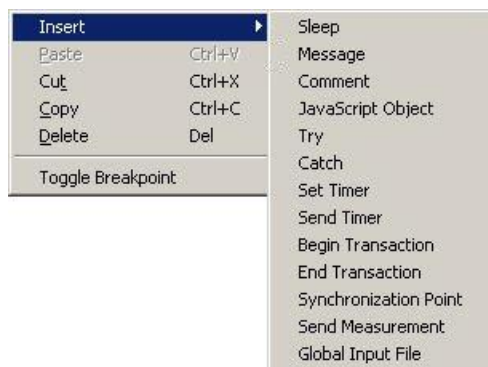 Insert
Paste Ctrl+V
Cut Ctrl+X
Copy Ctrl+C
Delete Del
Toggle Breakpoint
Sleep
Message
Comment
JavaScript Object
Try
Catch
Set Timer
Send Timer
Begin Transaction
End Transaction
Synchronization Point
Send Measurement
Global Input File